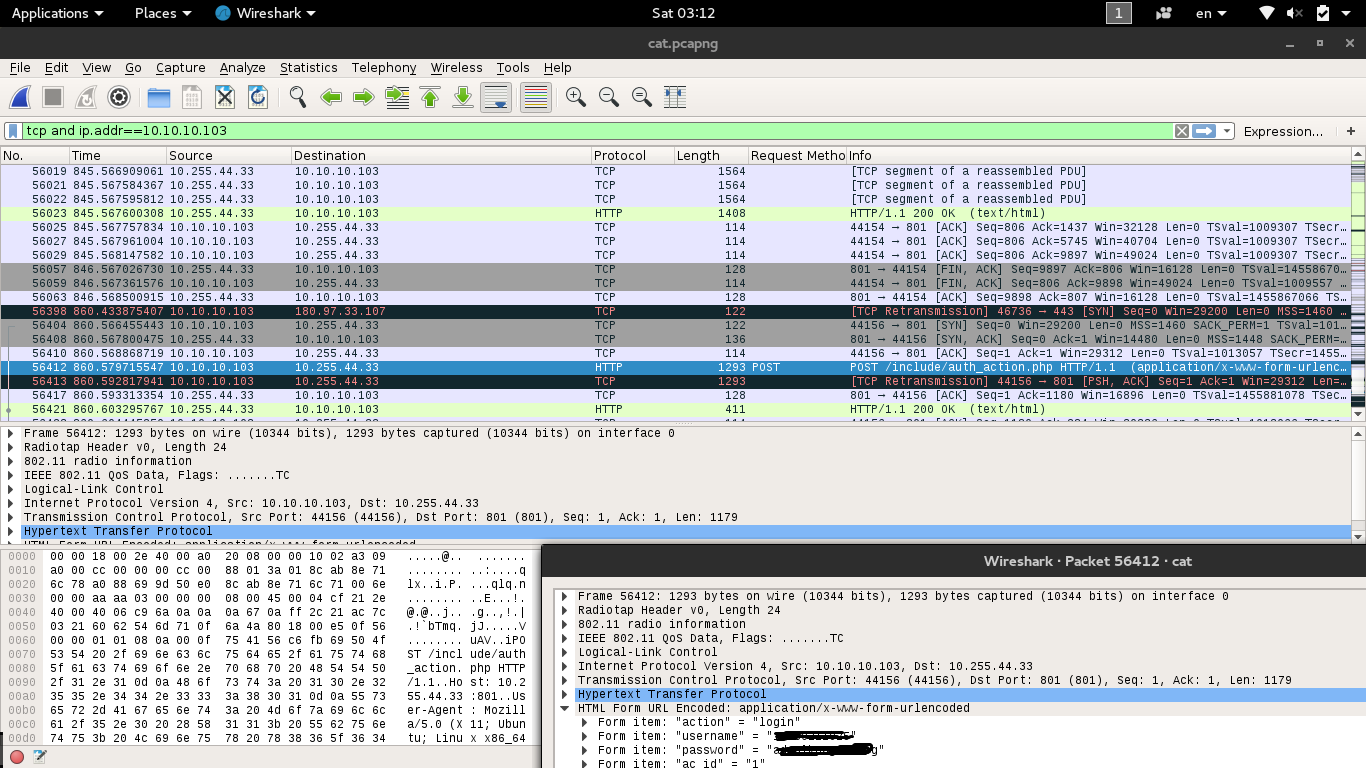 Applications Places Wireshark Sat 03:12 1 en
cat.pcapng
File Edit View Go Capture Analyze Statistics Telephony Wireless Tools Help
tcp and ip.addr==10.10.10.103 Expression… +
No. Time Source Destination Protocol Length Request Metho Info
56019 845.566909061 10.255.44.33 10.10.10.103 TCP 1564 [TCP segment of a reassembled PDU]
56021 845.567584367 10.255.44.33 10.10.10.103 TCP 1564 [TCP segment of a reassembled PDU]
56022 845.567595812 10.255.44.33 10.10.10.103 TCP 1564 [TCP segment of a reassembled PDU]
56023 845.567600308 10.255.44.33 10.10.10.103 HTTP 1408 HTTP/1.1 200 OK (text/html)
56025 845.567757834 10.10.10.103 10.255.44.33 TCP 114 44154 → 801 [ACK] Seq=806 Ack=1437 Win=32128 Len=0 TSval=1009307 TSecr…
56027 845.567961004 10.10.10.103 10.255.44.33 TCP 114 44154 → 801 [ACK] Seq=806 Ack=5745 Win=40704 Len=0 TSval=1009307 TSecr…
56029 845.568147582 10.10.10.103 10.255.44.33 TCP 114 44154 → 801 [ACK] Seq=806 Ack=9897 Win=49024 Len=0 TSval=1009307 TSecr…
56057 846.567026730 10.255.44.33 10.10.10.103 TCP 128 801 → 44154 [FIN, ACK] Seq=9897 Ack=806 Win=16128 Len=0 TSval=14558670…
56059 846.567361576 10.10.10.103 10.255.44.33 TCP 114 44154 → 801 [FIN, ACK] Seq=806 Ack=9898 Win=49024 Len=0 TSval=1009557 …
56063 846.568500915 10.255.44.33 10.10.10.103 TCP 128 801 → 44154 [ACK] Seq=9898 Ack=807 Win=16128 Len=0 TSval=1455867066 TS…
56398 860.433875407 10.10.10.103 180.97.33.107 TCP 122 [TCP Retransmission] 46736 → 443 [SYN] Seq=0 Win=29200 Len=0 MSS=1460 …
56404 860.566455443 10.10.10.103 10.255.44.33 TCP 122 44156 → 801 [SYN] Seq=0 Win=29200 Len=0 MSS=1460 SACK_PERM=1 TSval=101…
56408 860.567800475 10.255.44.33 10.10.10.103 TCP 136 801 → 44156 [SYN, ACK] Seq=0 Ack=1 Win=14480 Len=0 MSS=1448 SACK_PERM=…
56410 860.568868719 10.10.10.103 10.255.44.33 TCP 114 44156 → 801 [ACK] Seq=1 Ack=1 Win=29312 Len=0 TSval=1013057 TSecr=1455…
56412 860.579715547 10.10.10.103 10.255.44.33 HTTP 1293 POST POST /include/auth_action.php HTTP/1.1 (application/x-www-form-urlenc…
56413 860.592817941 10.10.10.103 10.255.44.33 TCP 1293 [TCP Retransmission] 44156 → 801 [PSH, ACK] Seq=1 Ack=1 Win=29312 Len=…
56417 860.593313354 10.255.44.33 10.10.10.103 TCP 128 801 → 44156 [ACK] Seq=1 Ack=1180 Win=16896 Len=0 TSval=1455881078 TSecr…
56421 860.603295767 10.255.44.33 10.10.10.103 HTTP 411 HTTP/1.1 200 OK (text/html)
Frame 56412: 1293 bytes on wire (10344 bits), 1293 bytes captured (10344 bits) on interface 0
Radiotap Header v0, Length 24
802.11 radio information
IEEE 802.11 QoS Data, Flags: .......TC
Logical-Link Control
Internet Protocol Version 4, Src: 10.10.10.103, Dst: 10.255.44.33
Transmission Control Protocol, Src Port: 44156 (44156), Dst Port: 801 (801), Seq: 1, Ack: 1, Len: 1179
Hypertext Transfer Protocol
HTML Form URL Encoded: application/x-www-form-urlencoded
0000 00 00 18 00 2e 40 00 a0 20 08 00 00 10 02 a3 09 .....@.. .......
0010 a0 00 cc 00 00 00 cc 00 88 01 3a 01 8c ab 8e 71 ........ ..:....q
0020 6c 78 a0 88 69 9d 50 e0 8c ab 8e 71 6c 71 00 6e lx..i.P. ...qlq.n
0030 00 00 aa aa 03 00 00 00 08 00 45 00 04 cf 21 2e ........ ..E...!.
0040 40 00 40 06 c9 6a 0a 0a 0a 67 0a ff 2c 21 ac 7c @.@..j.. .g..,!.|
0050 03 21 60 62 54 6d 71 0f 6a 4a 80 18 00 e5 0f 56 .!`bTmq. jJ.....V
0060 00 00 01 01 08 0a 00 0f 75 41 56 c6 fb 69 50 4f ........ uAV..iPO
0070 53 54 20 2f 69 6e 63 6c 75 64 65 2f 61 75 74 68 ST /incl ude/auth
0080 5f 61 63 74 69 6f 6e 2e 70 68 70 20 48 54 54 50 _action. php HTTP
0090 2f 31 2e 31 0d 0a 48 6f 73 74 3a 20 31 30 2e 32 /1.1..Ho st: 10.2
00a0 35 35 2e 34 34 2e 33 33 3a 38 30 31 0d 0a 55 73 55.44.33 :801..Us
00b0 65 72 2d 41 67 65 6e 74 3a 20 4d 6f 7a 69 6c 6c er-Agent : Mozill
00c0 61 2f 35 2e 30 20 28 58 31 31 3b 20 55 62 75 6e a/5.0 (X 11; Ubun
00d0 74 75 3b 20 4c 69 6e 75 78 20 78 38 36 5f 36 34 tu; Linu x x86_64
Wireshark · Packet 56412 · cat
Frame 56412: 1293 bytes on wire (10344 bits), 1293 bytes captured (10344 bits) on interface 0
Radiotap Header v0, Length 24
802.11 radio information
IEEE 802.11 QoS Data, Flags: .......TC
Logical-Link Control
Internet Protocol Version 4, Src: 10.10.10.103, Dst: 10.255.44.33
Transmission Control Protocol, Src Port: 44156 (44156), Dst Port: 801 (801), Seq: 1, Ack: 1, Len: 1179
Hypertext Transfer Protocol
HTML Form URL Encoded: application/x-www-form-urlencoded
Form item: "action" = "login"
Form item: "username" =
Form item: "password" =
Form item: "ac_id" = "1"